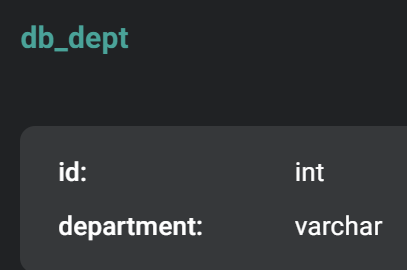 db_dept
id: int
department: varchar